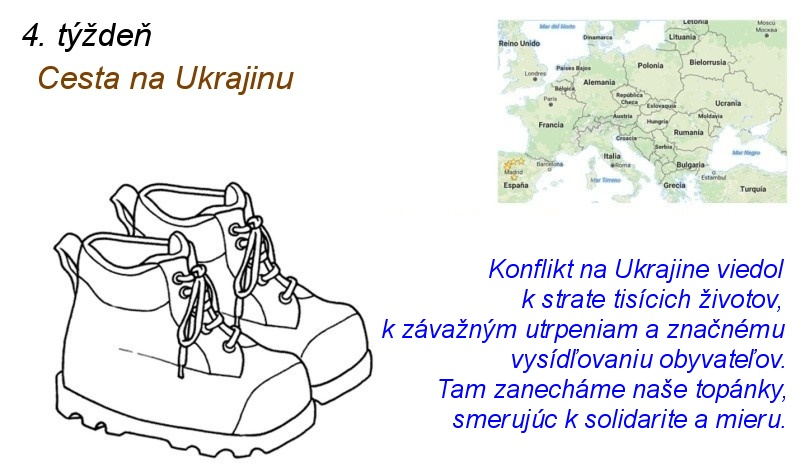 4. týždeň
Cesta na Ukrajinu
Mar del Norte
Reino Unido
Dinamarca
Letonia
Lituania
Moscú
Москва
Londres
Países Bajos
Polonia
Bielorrusia
Bélgica
Alemania
París
República
Checa
Eslovaquia
Ucrania
Francia
Austria
Hungría
Moldavia
Croacia
Rumanía
Serbia
Italia
Barcelona
Roma
Bulgaria
Mar Negro
Madrid
Mar Tirreno
Estambul
España
Grecia
Turquía
Konflikt na Ukrajine viedol
k strate tisícich životov,
k závažným utrpeniam a značnému
vysídľovaniu obyvateľov.
Tam zanecháme naše topánky,
smerujúc k solidarite a mieru.